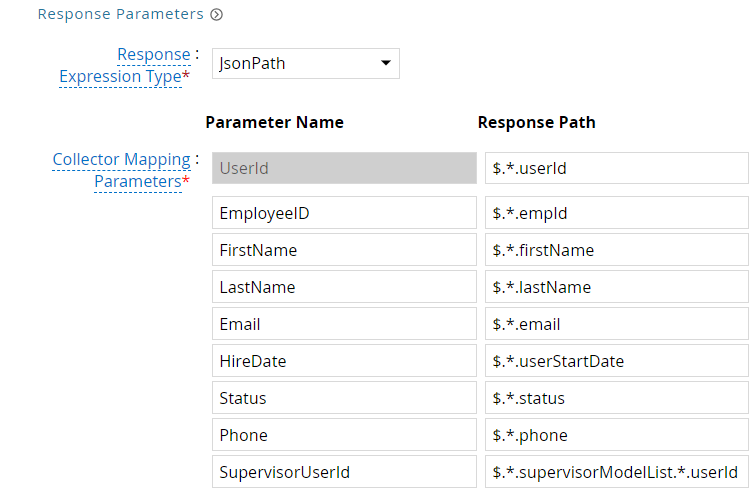 Response Parameters
Response :
Expression Type*
JsonPath
Parameter Name Response Path
Collector Mapping :
Parameters*
UserId $.*.userId
EmployeeID $.*.empId
FirstName $.*.firstName
LastName $.*.lastName
Email $.*.email
HireDate $.*.userStartDate
Status $.*.status
Phone $.*.phone
SupervisorUserId $.*.supervisorModelList.*.userId